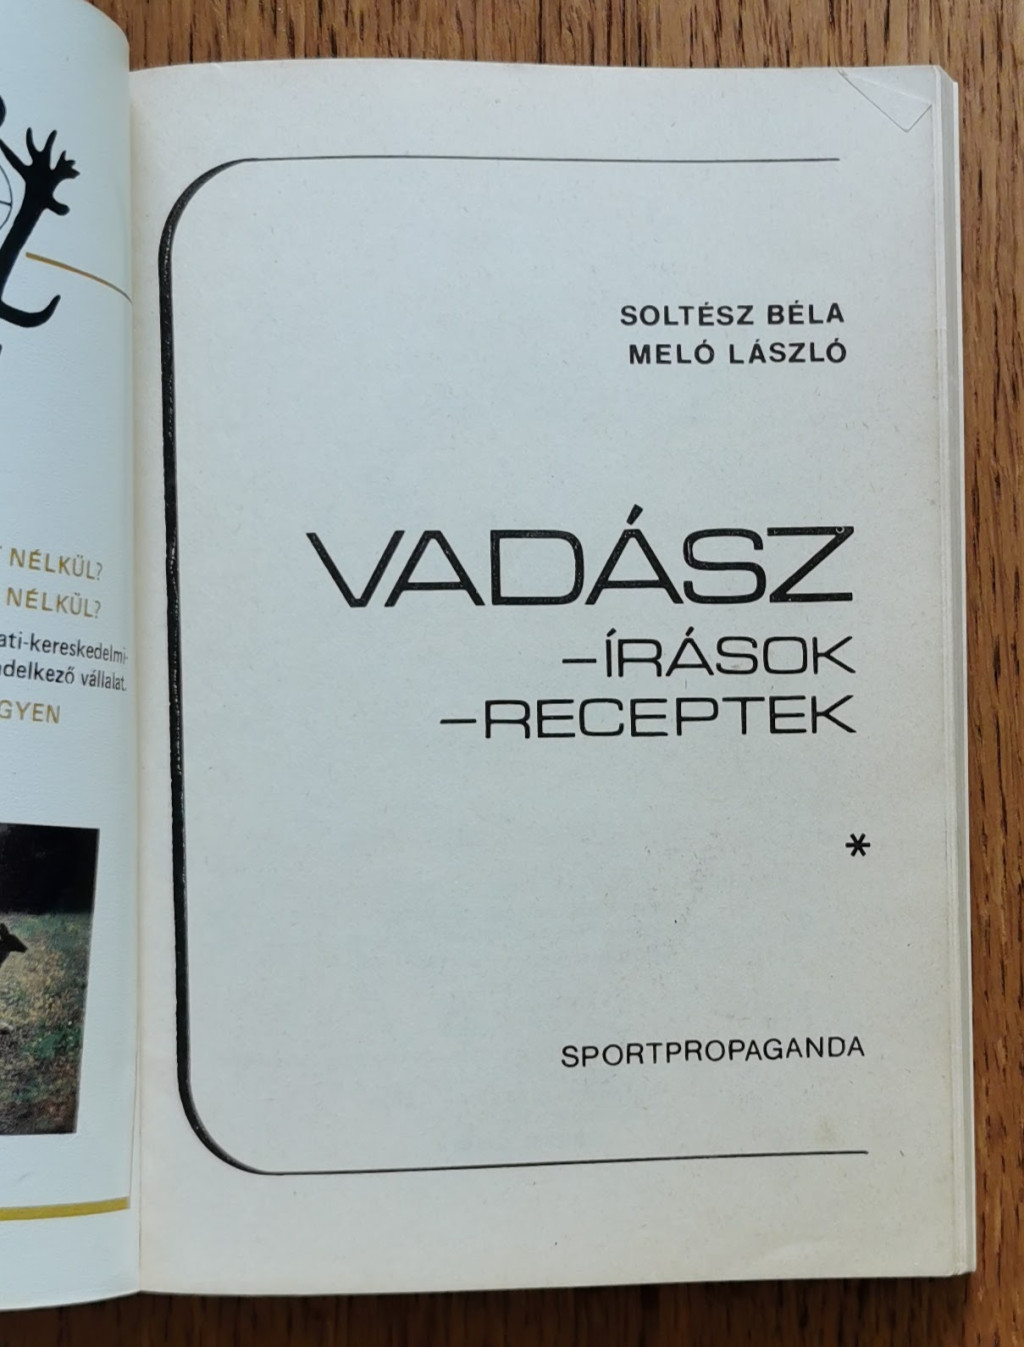 NÉLKÜL?
NÉLKÜL?
ati-kereskedelmi-
delkező vállalat.
GYEN
SOLTÉSZ BÉLA
MELÓ LÁSZLÓ
VADÁSZ
-ÍRÁSOK
-RECEPTEK
*
SPORTPROPAGANDA